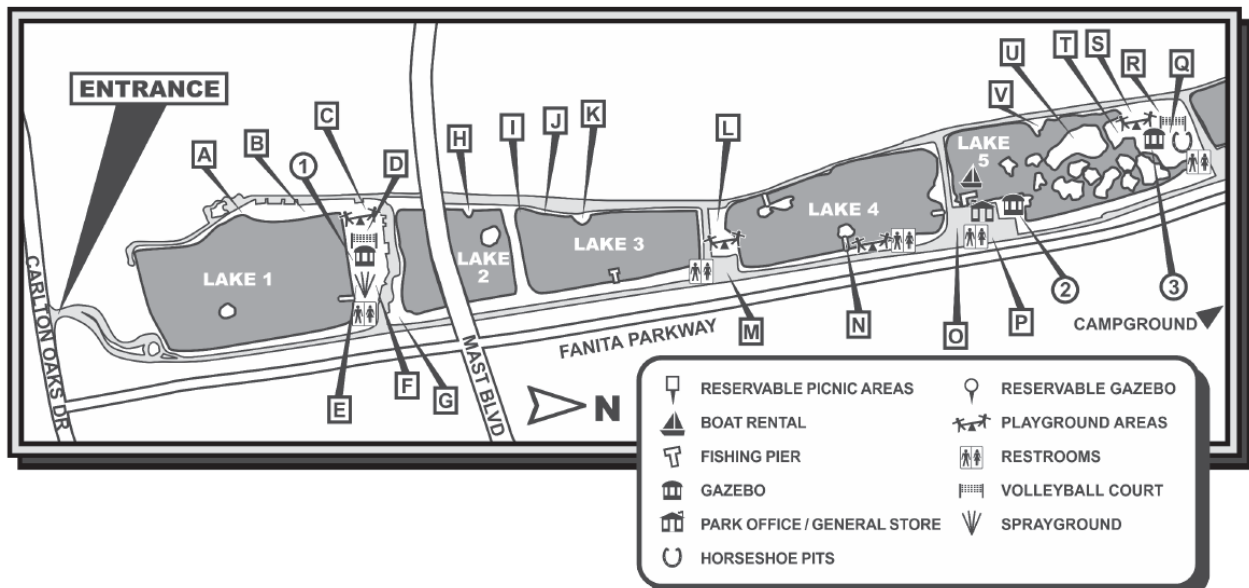 ENTRANCE
A
B
1
C
D
H
I
J
K
L
U
T
S
R
Q
V
LAKE 1
LAKE
2
LAKE 3
LAKE 4
LAKE
5
E
F
G
M
N
O
P
2
3
CARLTON OAKS DR
MAST BLVD
FANITA PARKWAY
CAMPGROUND
N
RESERVABLE PICNIC AREAS
BOAT RENTAL
FISHING PIER
GAZEBO
PARK OFFICE / GENERAL STORE
HORSESHOE PITS
RESERVABLE GAZEBO
PLAYGROUND AREAS
RESTROOMS
VOLLEYBALL COURT
SPRAYGROUND